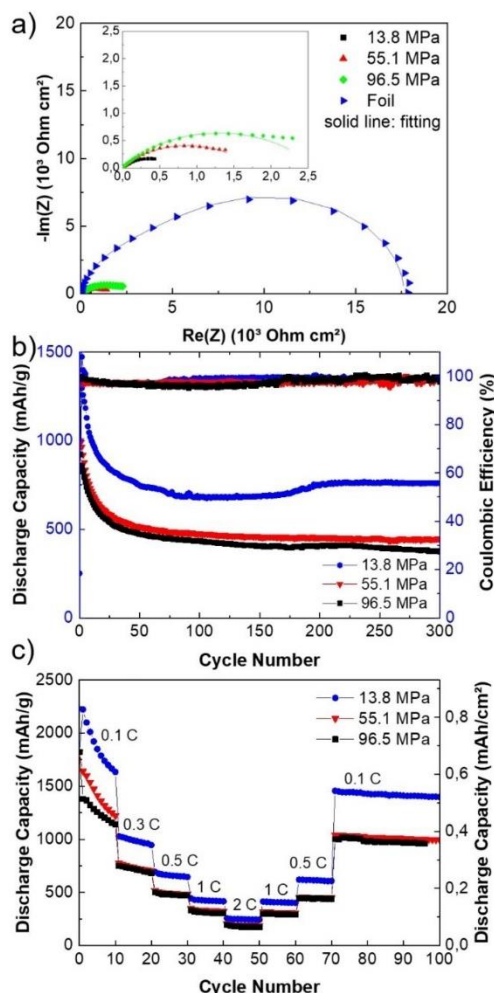 a)
20
15
10
5
0
-Im(Z) (10³ Ohm cm²)
2,5
2,0
1,5
1,0
0,5
0,0
0,0 0,5 1,0 1,5 2,0 2,5
13.8 MPa
55.1 MPa
96.5 MPa
Foil
solid line: fitting
0 5 10 15 20
Re(Z) (10³ Ohm cm²)
b)
1500
1000
500
0
Discharge Capacity (mAh/g)
100
80
60
40
20
0
Coulombic Efficiency (%)
13.8 MPa
55.1 MPa
96.5 MPa
0 50 100 150 200 250 300
Cycle Number
c)
2500
2000
1500
1000
500
0
Discharge Capacity (mAh/g)
0,8
0,6
0,4
0,2
0,0
Discharge Capacity (mAh/cm²)
13.8 MPa
55.1 MPa
96.5 MPa
0.1 C
0.3 C
0.5 C
1 C
2 C
1 C
0.5 C
0.1 C
0 10 20 30 40 50 60 70 80 90 100
Cycle Number